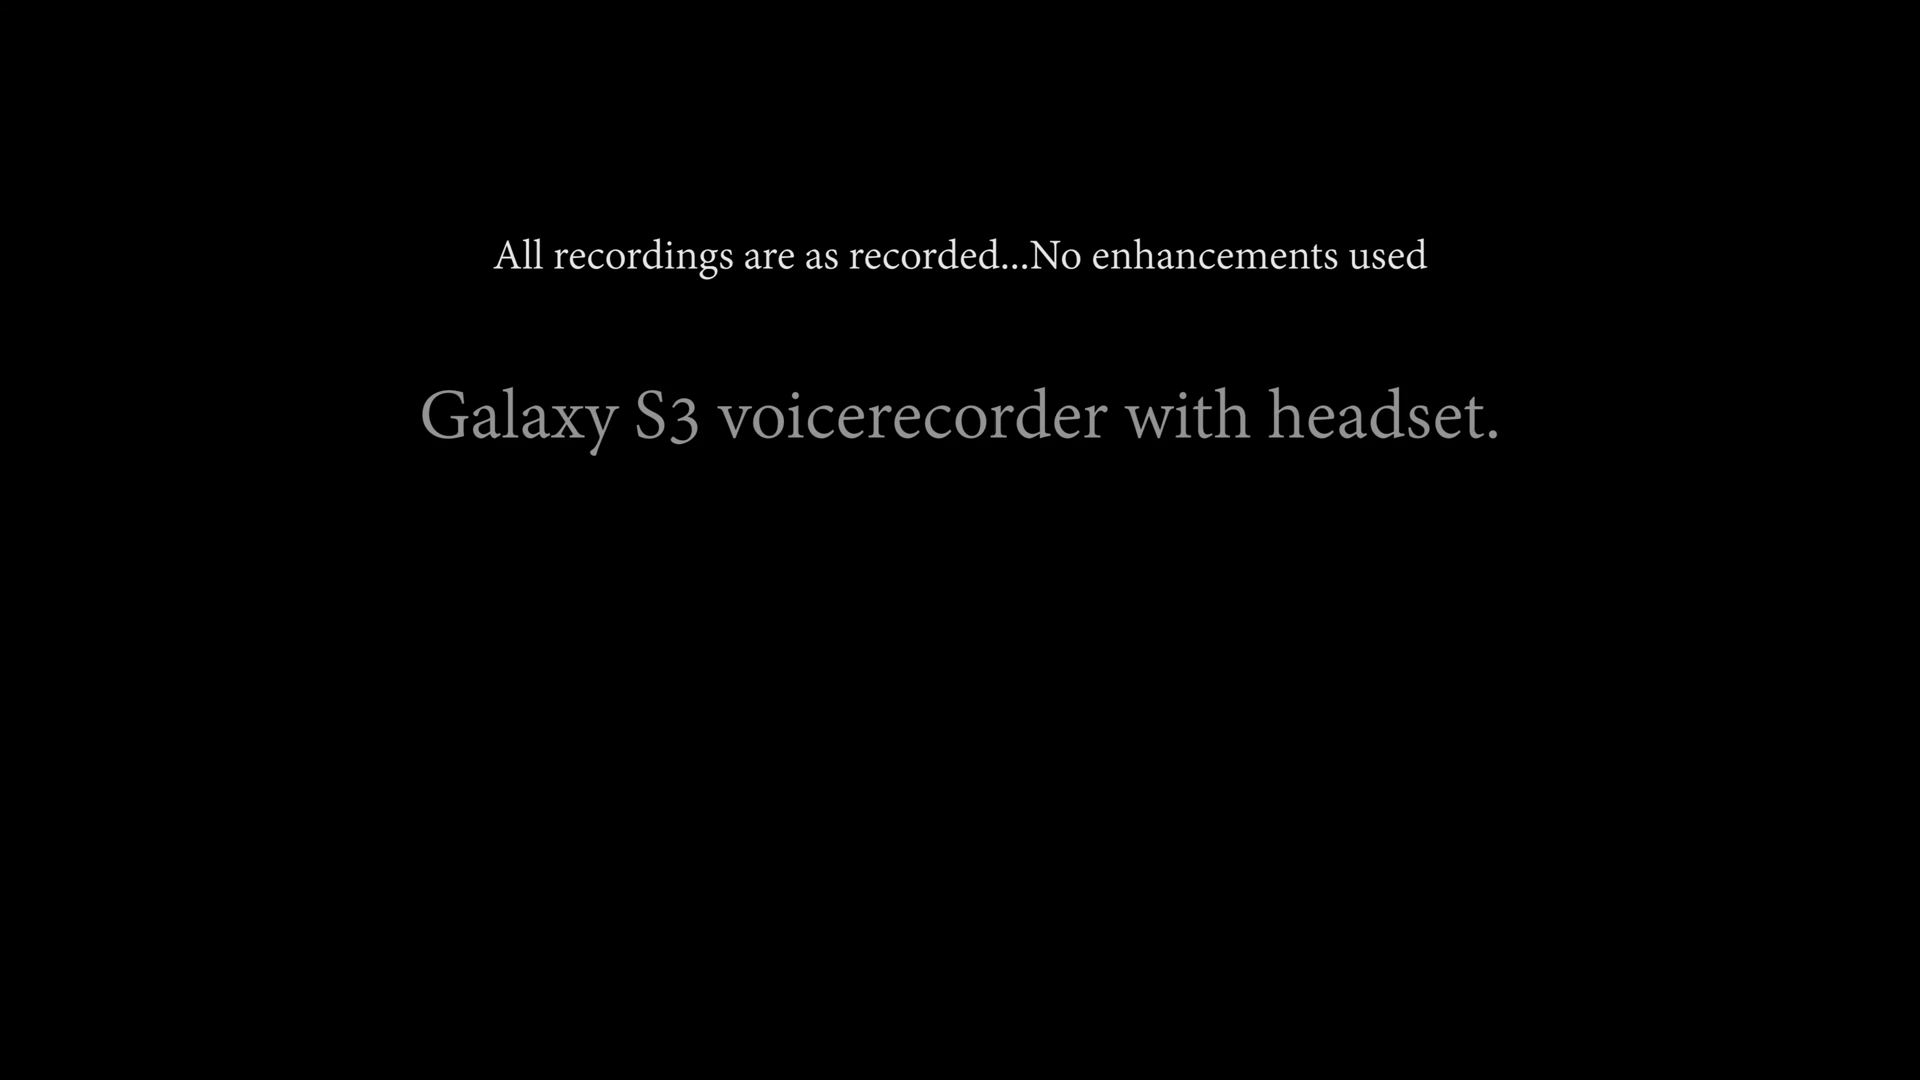 All recordings are as recorded...No enhancements used
Galaxy S3 voicerecorder with headset.